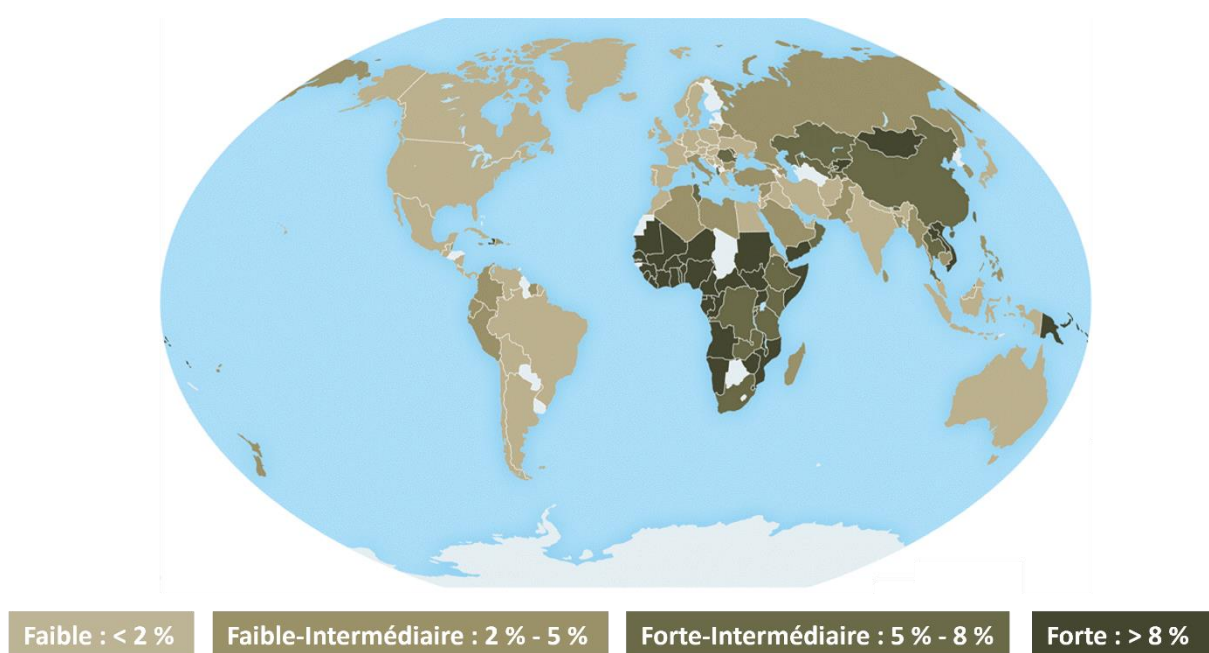 Faible : < 2 %
Faible-Intermédiaire : 2 % - 5 %
Forte-Intermédiaire : 5 % - 8 %
Forte : > 8 %